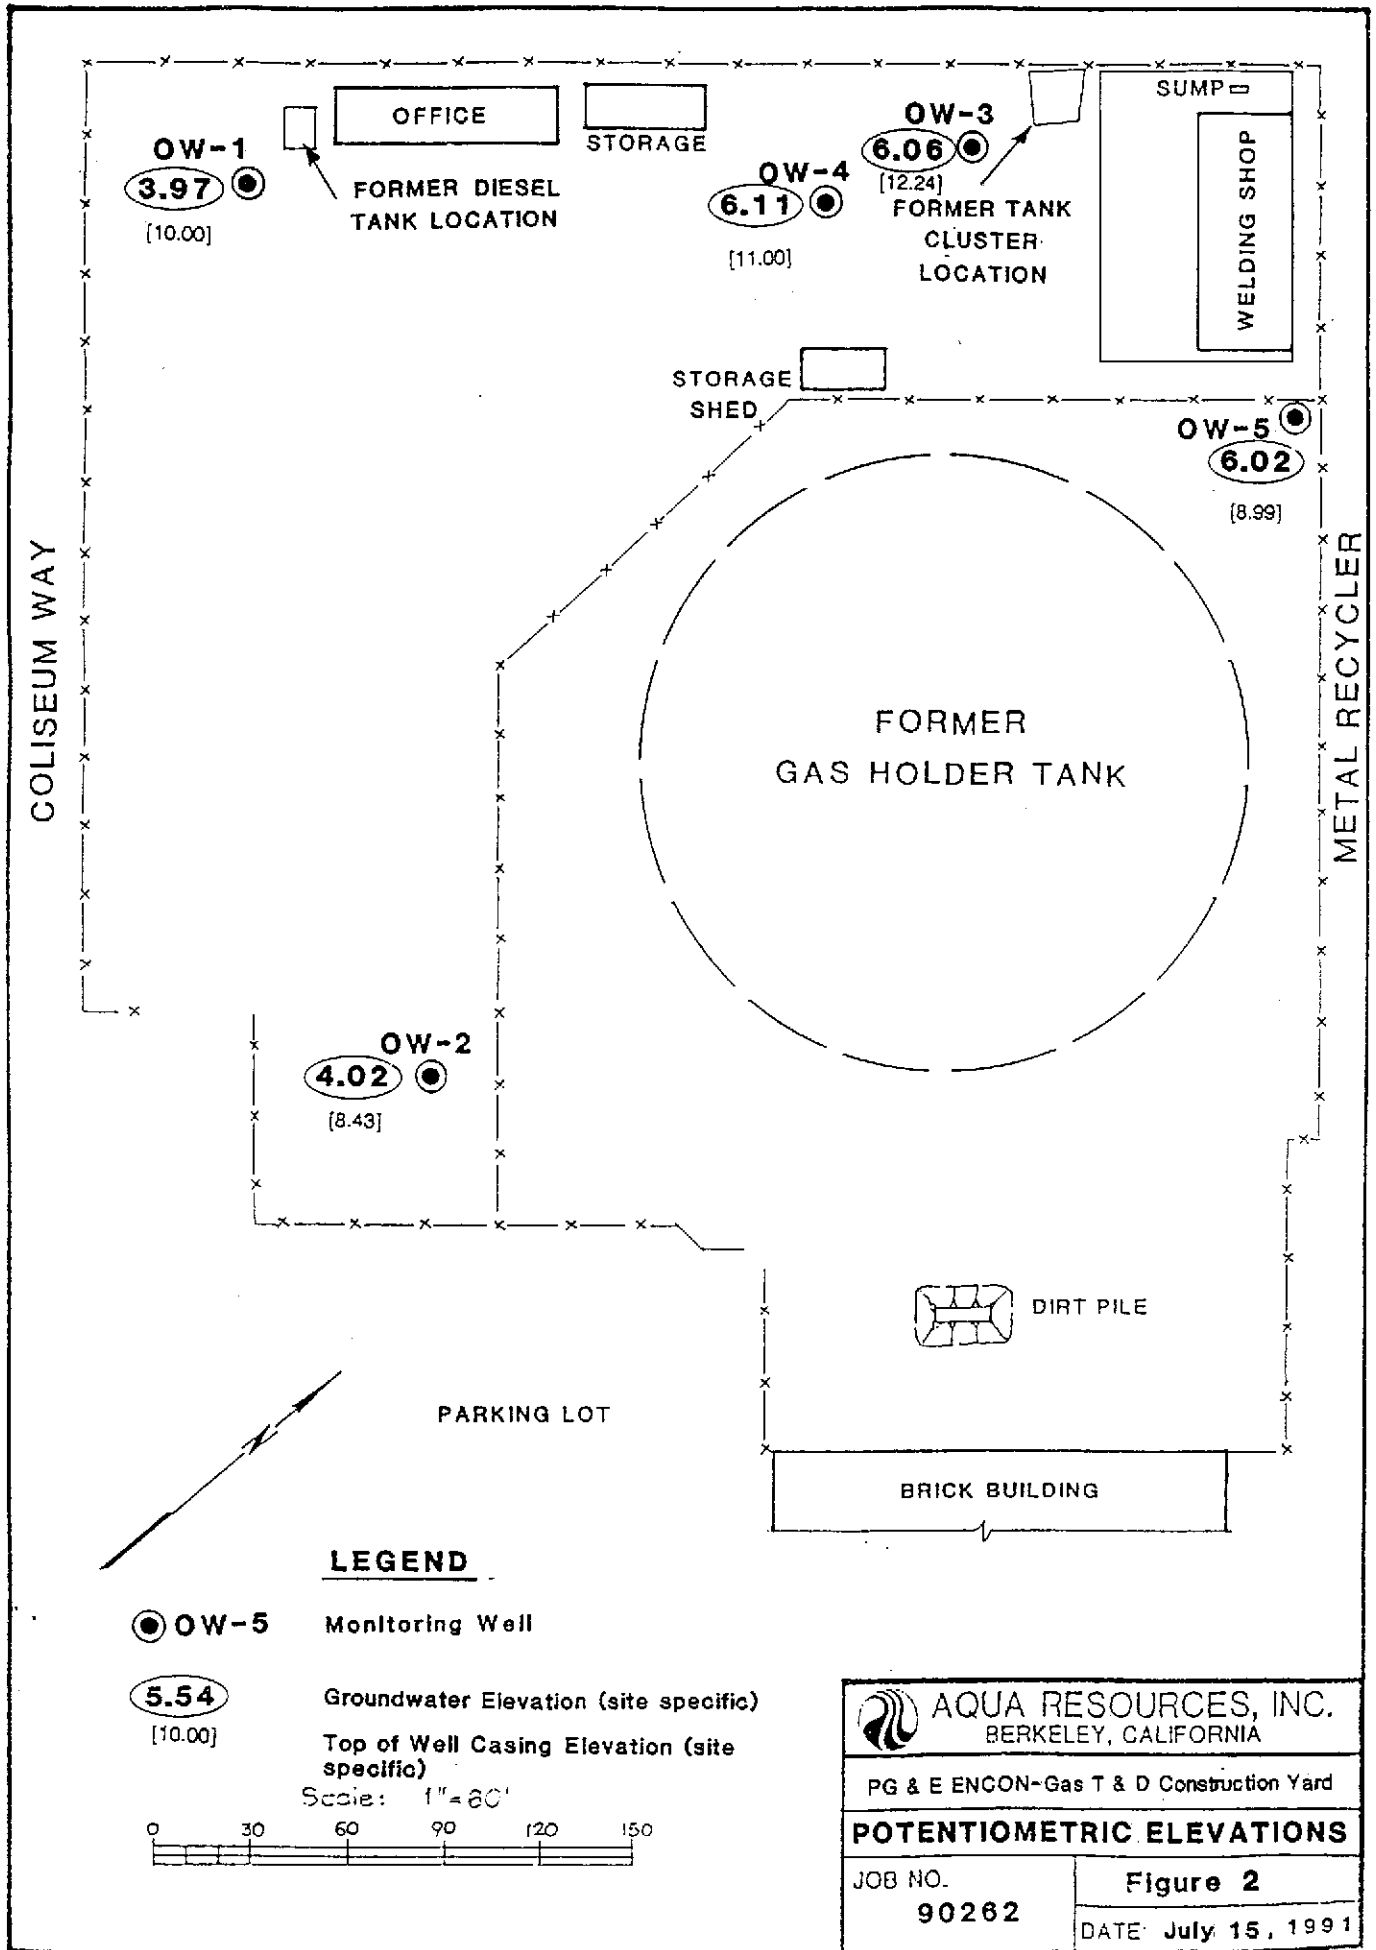 SUMP
OFFICE
STORAGE
OW-3
6.06
[12.24]
OW-1
3.97
[10.00]
FORMER DIESEL
TANK LOCATION
OW-4
6.11
[11.00]
FORMER TANK
CLUSTER
LOCATION
WELDING SHOP
STORAGE
SHED
OW-5
6.02
[8.99]
COLISEUM WAY
METAL RECYCLER
FORMER
GAS HOLDER TANK
OW-2
4.02
[8.43]
DIRT PILE
PARKING LOT
N
BRICK BUILDING
LEGEND
OW-5 Monitoring Well
5.54 Groundwater Elevation (site specific)
[10.00] Top of Well Casing Elevation (site
specific)
Scale: 1"=60'
0 30 60 90 120 150
AQUA RESOURCES, INC.
BERKELEY, CALIFORNIA
PG & E ENCON-Gas T & D Construction Yard
POTENTIOMETRIC ELEVATIONS
JOB NO.
90262
Figure 2
DATE: July 15, 1991